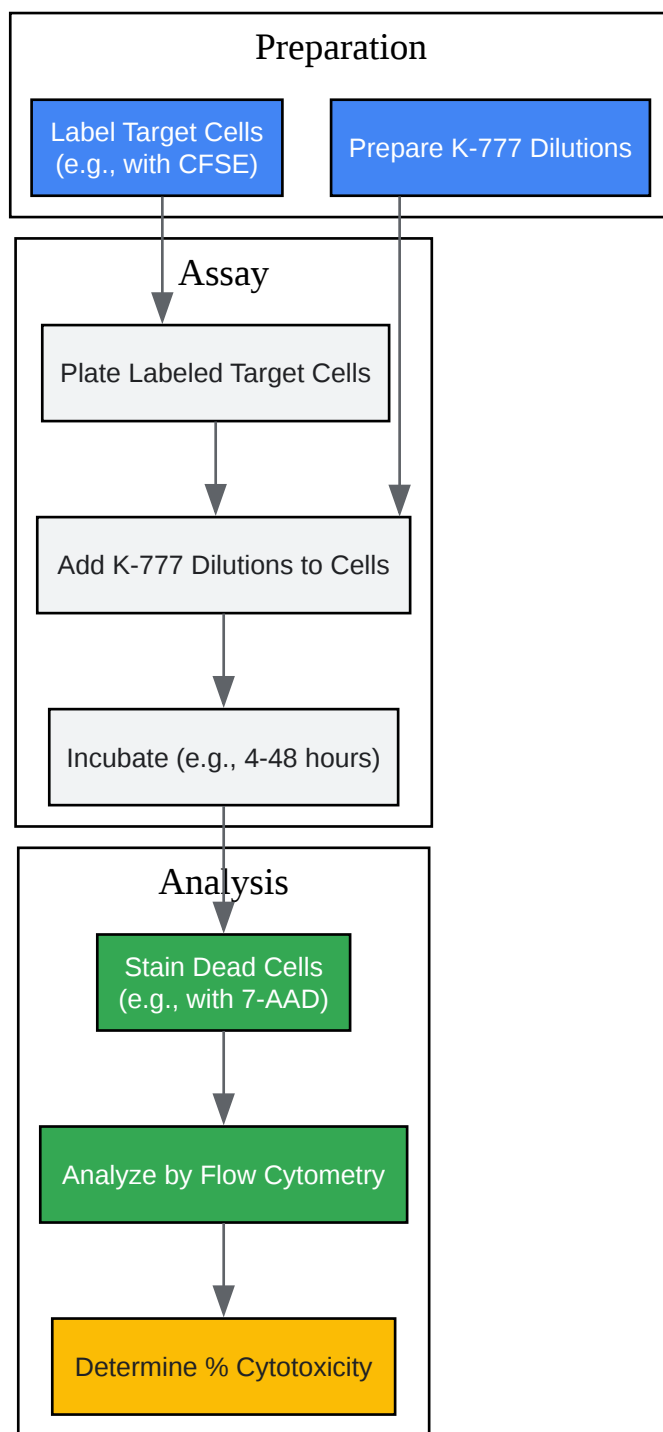 Preparation
Label Target Cells
(e.g., with CFSE)
Prepare K-777 Dilutions
Assay
Plate Labeled Target Cells
Add K-777 Dilutions to Cells
Incubate (e.g., 4-48 hours)
Analysis
Stain Dead Cells
(e.g., with 7-AAD)
Analyze by Flow Cytometry
Determine % Cytotoxicity